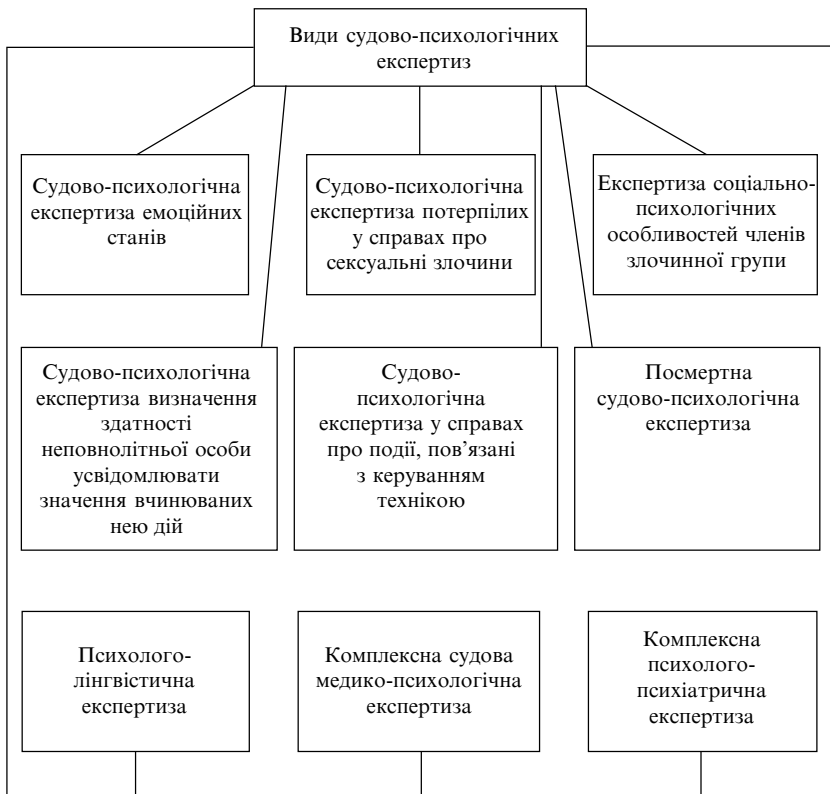 Види судово-психологічних
експертиз
Судово-психологічна
експертиза емоційних
станів
Судово-психологічна
експертиза потерпілих
у справах про
сексуальні злочини
Експертиза соціально-
психологічних
особливостей членів
злочинної групи
Судово-психологічна
експертиза визначення
здатності
неповнолітньої особи
усвідомлювати
значення вчинюваних
нею дій
Судово-
психологічна
експертиза у справах
про події, пов’язані
з керуванням
технікою
Посмертна
судово-психологічна
експертиза
Психолого-
лінгвістична
експертиза
Комплексна судова
медико-психологічна
експертиза
Комплексна
психолого-
психіатрична
експертиза